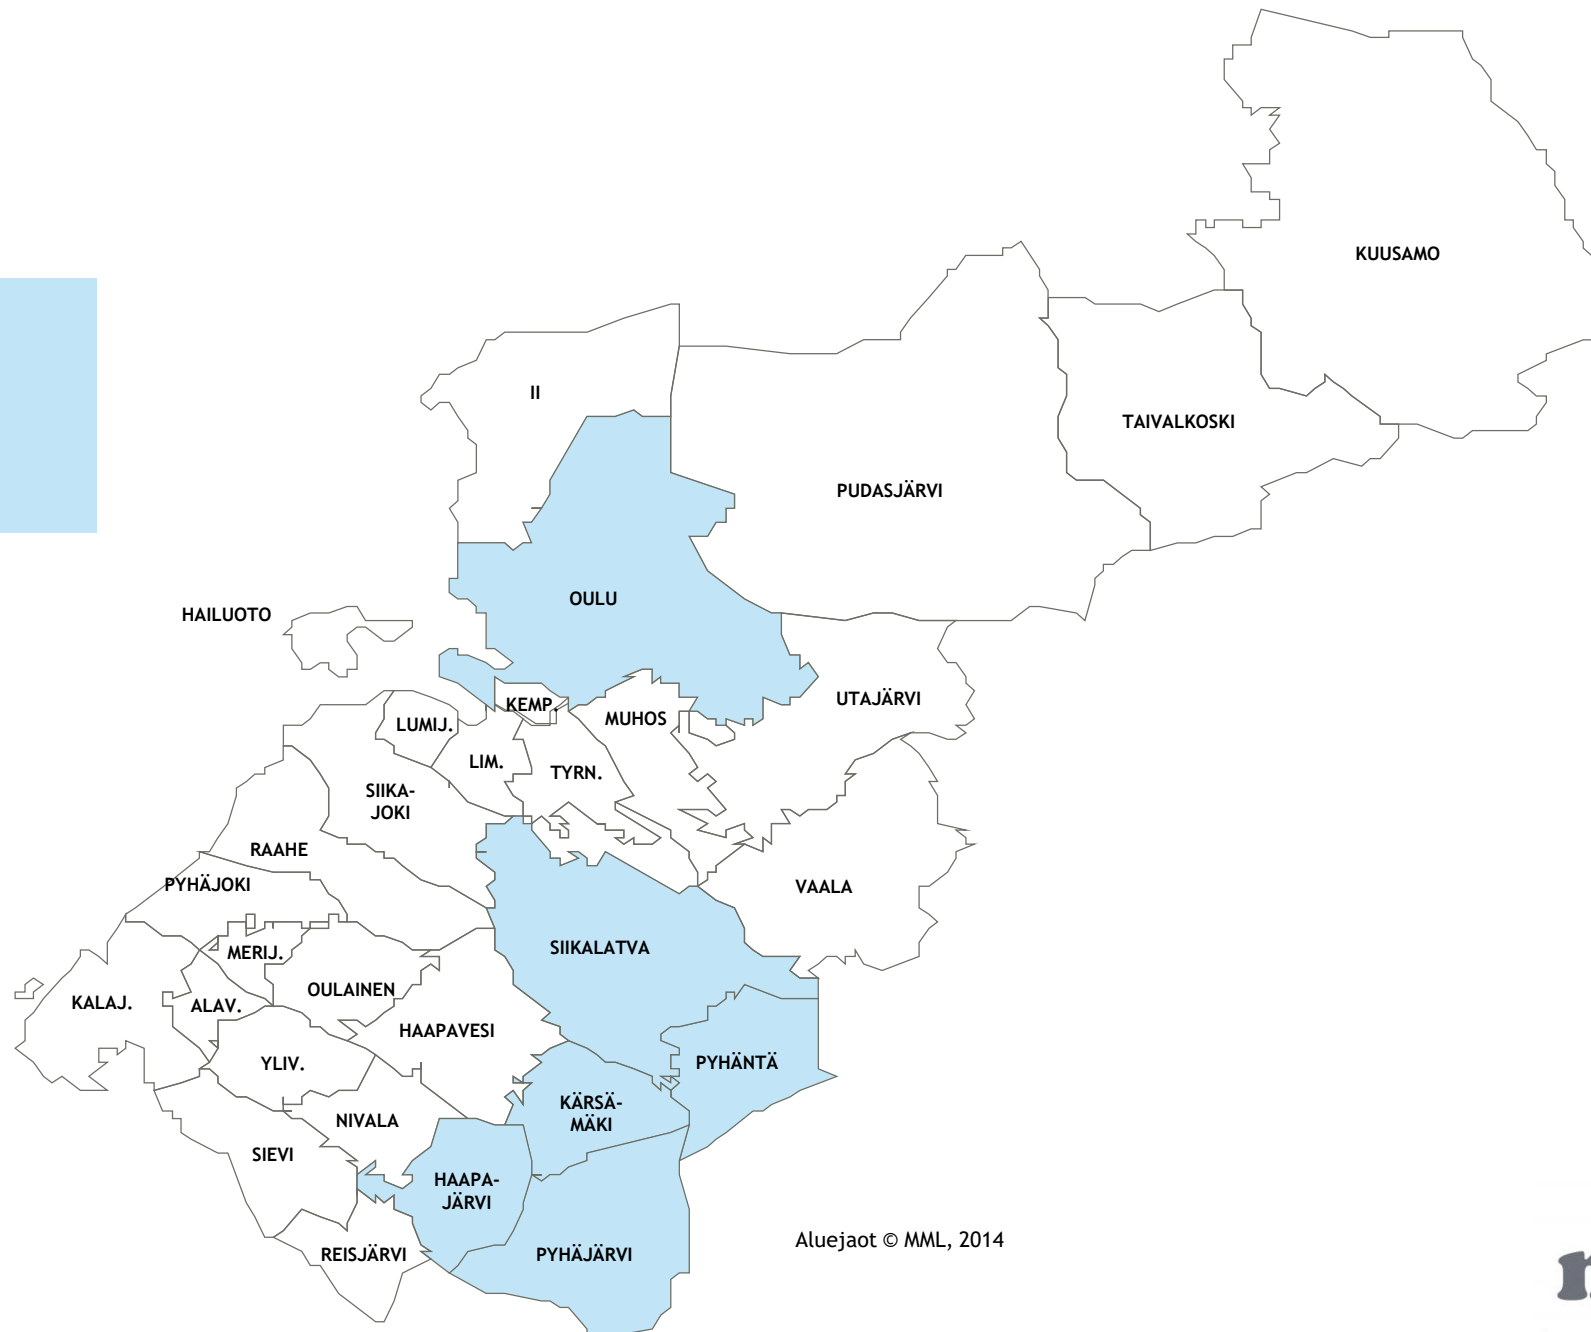 KUUSAMO
II
TAIVALKOSKI
PUDASJÄRVI
OULU
HAILUOTO
UTAJÄRVI
KEMP.
MUHOS
LUMIJ.
LIM.
TYRN.
SIIKA-
JOKI
RAAHE
PYHÄJOKI
VAALA
SIIKALATVA
MERIJ.
OULAINEN
KALAJ.
ALAV.
HAAPAVESI
YLIV.
PYHÄNTÄ
KÄRSÄ-
MÄKI
NIVALA
SIEVI
HAAPA-
JÄRVI
REISJÄRVI
PYHÄJÄRVI
Aluejaot © MML, 2014